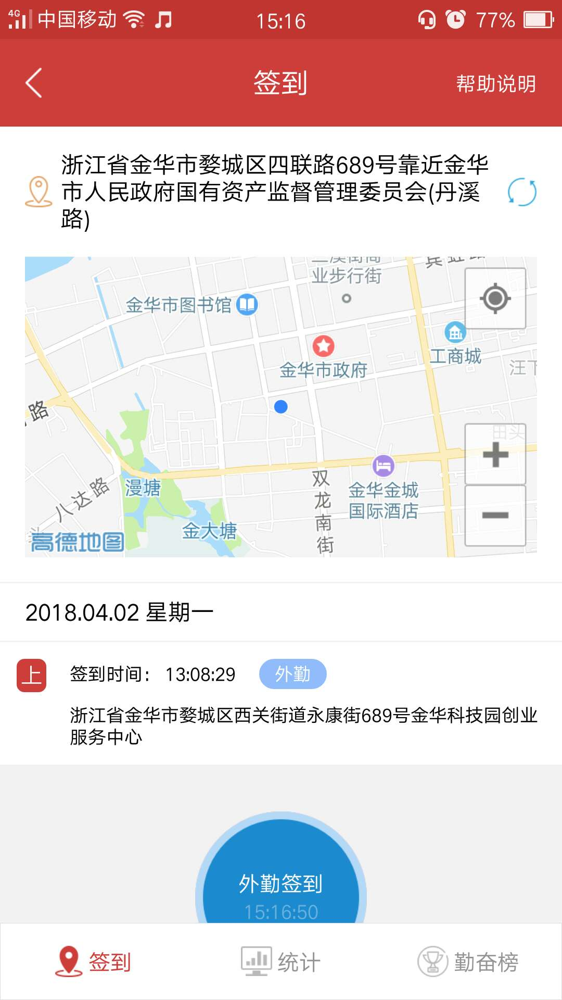 4G 中国移动 15:16 77%
签到 帮助说明
浙江省金华市婺城区四联路689号靠近金华
市人民政府国有资产监督管理委员会(丹溪
路)
业步行街
金华市图书馆
工商城
金华市政府
汪下
路
田头
双龙南街
金华金城
国际酒店
漫塘
八达路
金大塘
高德地图
2018.04.02 星期一
上 签到时间： 13:08:29 外勤
浙江省金华市婺城区西关街道永康街689号金华科技园创业
服务中心
外勤签到
15:16:50
签到 统计 勤奋榜